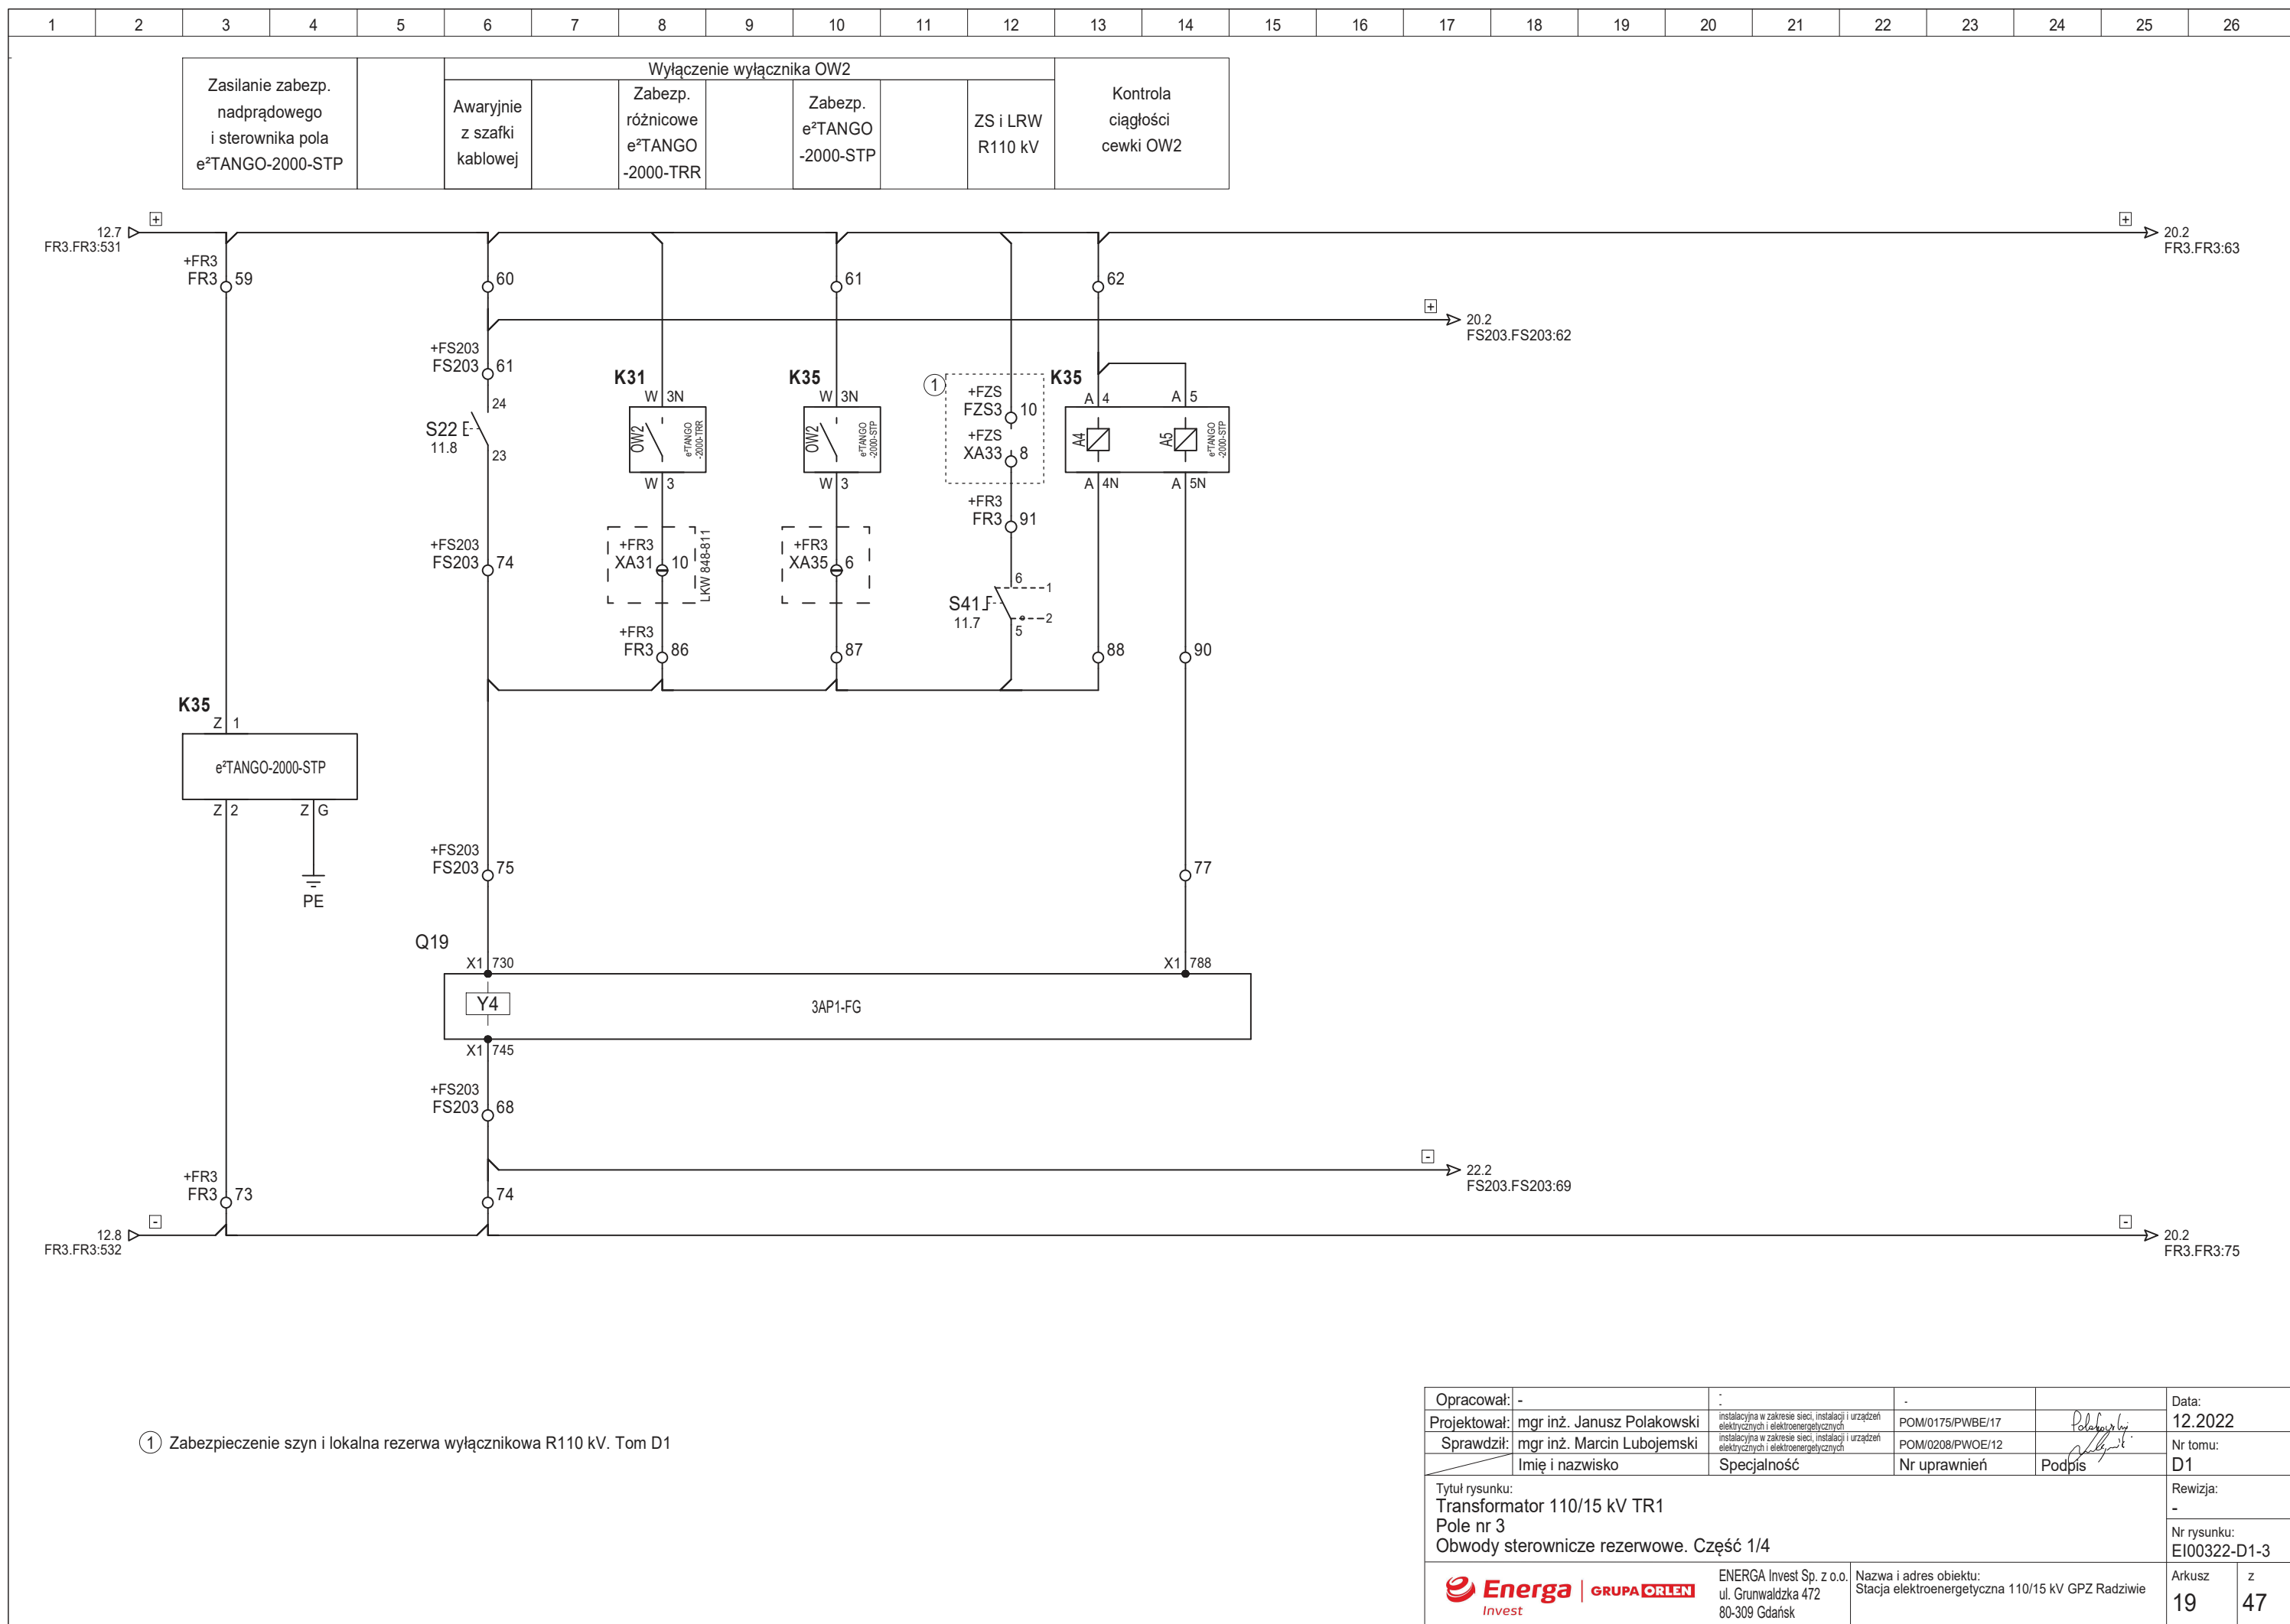 1 2 3 4 5 6 7 8 9 10 11 12 13 14 15 16 17 18 19 20 21 22 23 24 25 26
Zasilanie zabezp.
nadprądowego
i sterownika pola
e²TANGO-2000-STP
Wyłączenie wyłącznika OW2
Awaryjnie
z szafki
kablowej
Zabezp.
różnicowe
e²TANGO
-2000-TRR
Zabezp.
e²TANGO
-2000-STP
ZS i LRW
R110 kV
Kontrola
ciągłości
cewki OW2
12.7
FR3.FR3:531
+
+
20.2
FR3.FR3:63
+FR3
FR3 59
60
61
62
+
20.2
FS203.FS203:62
+FS203
FS203 61
24
S22
11.8
23
K31
W 3N
OW2
e²TANGO
-2000-TRR
W 3
K35
W 3N
OW2
e²TANGO
-2000-STP
W 3
1
+FZS
FZS3 10
+FZS
XA33 8
K35
A 4
A 5
A4
A5
e²TANGO
-2000-STP
A 4N
A 5N
+FR3
FR3 91
+FS203
FS203 74
+FR3
XA31 10
LKW 848-811
+FR3
XA35 6
6
1
S41
11.7
2
5
+FR3
FR3 86
87
88
90
K35
Z 1
e²TANGO-2000-STP
Z 2
Z G
PE
+FS203
FS203 75
77
Q19
X1 730
X1 788
Y4
3AP1-FG
X1 745
+FS203
FS203 68
-
22.2
FS203.FS203:69
+FR3
FR3 73
74
12.8
FR3.FR3:532
-
-
20.2
FR3.FR3:75
1 Zabezpieczenie szyn i lokalna rezerwa wyłącznikowa R110 kV. Tom D1
Opracował: - - - -
Projektował: mgr inż. Janusz Polakowski
instalacyjna w zakresie sieci, instalacji i urządzeń
elektrycznych i elektroenergetycznych
POM/0175/PWBE/17
Sprawdził: mgr inż. Marcin Lubojemski
instalacyjna w zakresie sieci, instalacji i urządzeń
elektrycznych i elektroenergetycznych
POM/0208/PWOE/12
Imię i nazwisko Specjalność Nr uprawnień Podpis
Data:
12.2022
Nr tomu:
D1
Tytuł rysunku:
Transformator 110/15 kV TR1
Pole nr 3
Obwody sterownicze rezerwowe. Część 1/4
Rewizja:
-
Nr rysunku:
EI00322-D1-3
Energa
Invest
GRUPA ORLEN
ENERGA Invest Sp. z o.o.
ul. Grunwaldzka 472
80-309 Gdańsk
Nazwa i adres obiektu:
Stacja elektroenergetyczna 110/15 kV GPZ Radziwie
Arkusz z
19 47